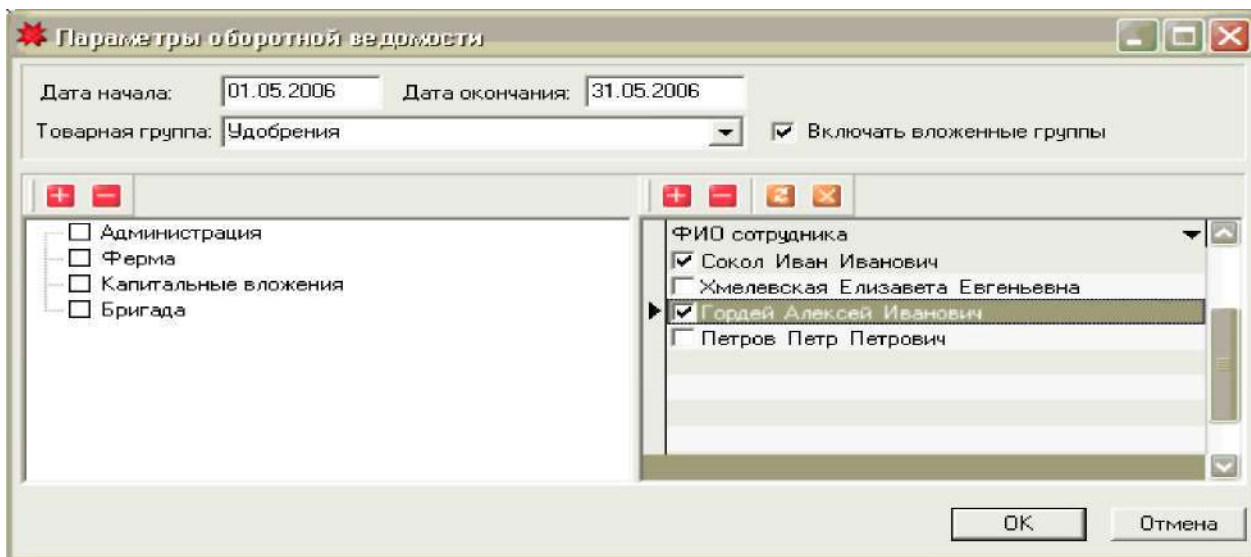 Параметры оборотной ведомости
Дата начала: 01.05.2006 Дата окончания: 31.05.2006
Товарная группа: Удобрения Включать вложенные группы
Администрация
Ферма
Капитальные вложения
Бригада
ФИО сотрудника
Сокол Иван Иванович
Хмелевская Елизавета Евгеньевна
Гордей Алексей Иванович
Петров Петр Петрович
OK Отмена